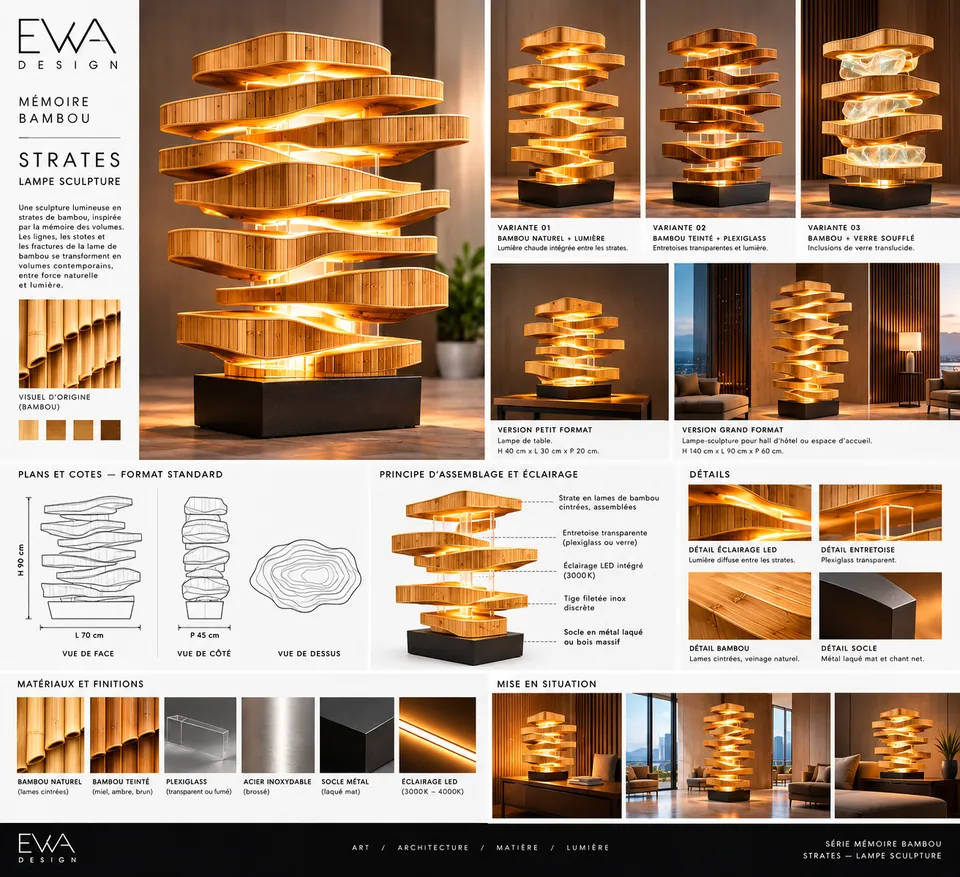 EWA
DESIGN
MÉMOIRE
BAMBOU
STRATES
LAMPE SCULPTURE
Une sculpture lumineuse en
strates de bambou, inspirée
par la mémoire des volumes.
Les lignes, les stotes et
les fractures de la lame de
bambou se transforment en
volumes contemporains,
entre force naturelle
et lumière.
VISUEL D'ORIGINE
(BAMBOU)
VARIANTE 01
BAMBOU NATUREL + LUMIÈRE
Lumière chaude intégrée entre les strates.
VARIANTE 02
BAMBOU TEINTÉ + PLEXIGLASS
Entretoises transparentes et lumière.
VARIANTE 03
BAMBOU + VERRE SOUFFLÉ
Inclusions de verre translucide.
VERSION PETIT FORMAT
Lampe de table.
H 40 cm x L 30 cm x P 20 cm.
VERSION GRAND FORMAT
Lampe-sculpture pour hall d'hôtel ou espace d'accueil.
H 140 cm x L 90 cm x P 60 cm.
PLANS ET COTES — FORMAT STANDARD
H 90 cm
L 70 cm
P 45 cm
VUE DE FACE
VUE DE CÔTÉ
VUE DE DESSUS
PRINCIPE D'ASSEMBLAGE ET ÉCLAIRAGE
Strate en lames de bambou
cintrées, assemblées
Entretoise transparente
(plexiglass ou verre)
Éclairage LED intégré
(3000 K)
Tige filetée inox
discrète
Socle en métal laqué
ou bois massif
DÉTAILS
DÉTAIL ÉCLAIRAGE LED
Lumière diffuse entre les strates.
DÉTAIL ENTRETOISE
Plexiglass transparent.
DÉTAIL BAMBOU
Lames cintrées, veinage naturel.
DÉTAIL SOCLE
Métal laqué mat et chant net.
MATÉRIAUX ET FINITIONS
BAMBOU NATUREL
(lames cintrées)
BAMBOU TEINTÉ
(miel, ambre, brun)
PLEXIGLASS
(transparent ou fumé)
ACIER INOXYDABLE
(brossé)
SOCLE MÉTAL
(laqué mat)
ÉCLAIRAGE LED
(3000K – 4000K)
MISE EN SITUATION
EWA
DESIGN
ART / ARCHITECTURE / MATIÈRE / LUMIÈRE
SÉRIE MÉMOIRE BAMBOU
STRATES — LAMPE SCULPTURE